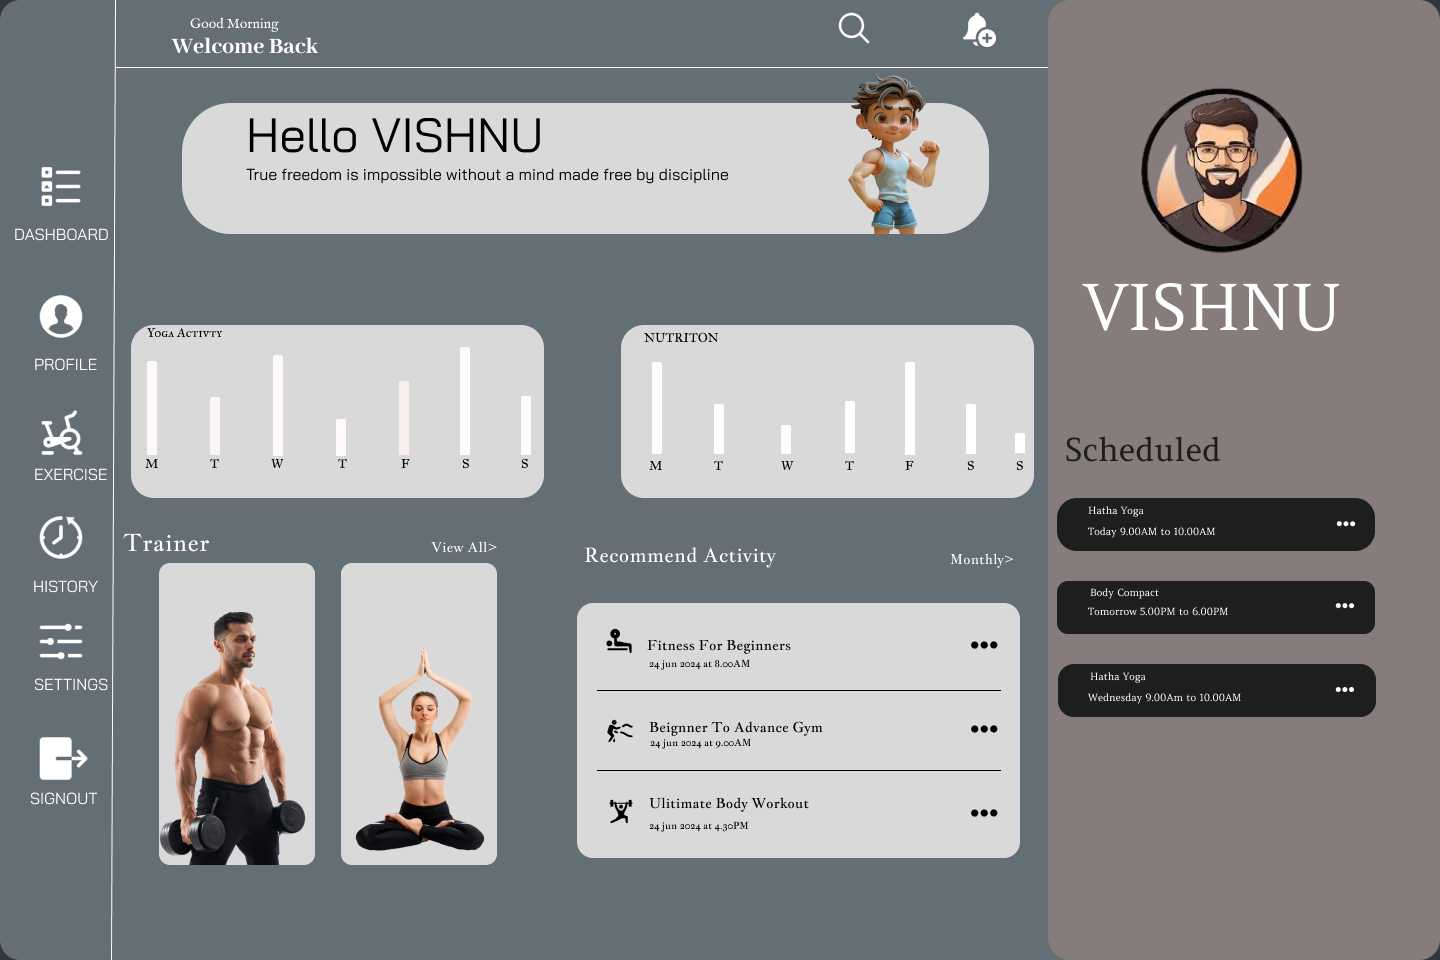 Good Morning
Welcome Back
DASHBOARD
PROFILE
EXERCISE
HISTORY
SETTINGS
SIGNOUT
Hello VISHNU
True freedom is impossible without a mind made free by discipline
Yoga Activty
M T W T F S S
NUTRITON
M T W T F S S
Trainer
View All>
Recommend Activity
Monthly>
Fitness For Beginners
24 jun 2024 at 8.00AM
Beignner To Advance Gym
24 jun 2024 at 9.00AM
Ulitimate Body Workout
24 jun 2024 at 4.30PM
VISHNU
Scheduled
Hatha Yoga
Today 9.00AM to 10.00AM
Body Compact
Tomorrow 5.00PM to 6.00PM
Hatha Yoga
Wednesday 9.00Am to 10.00AM